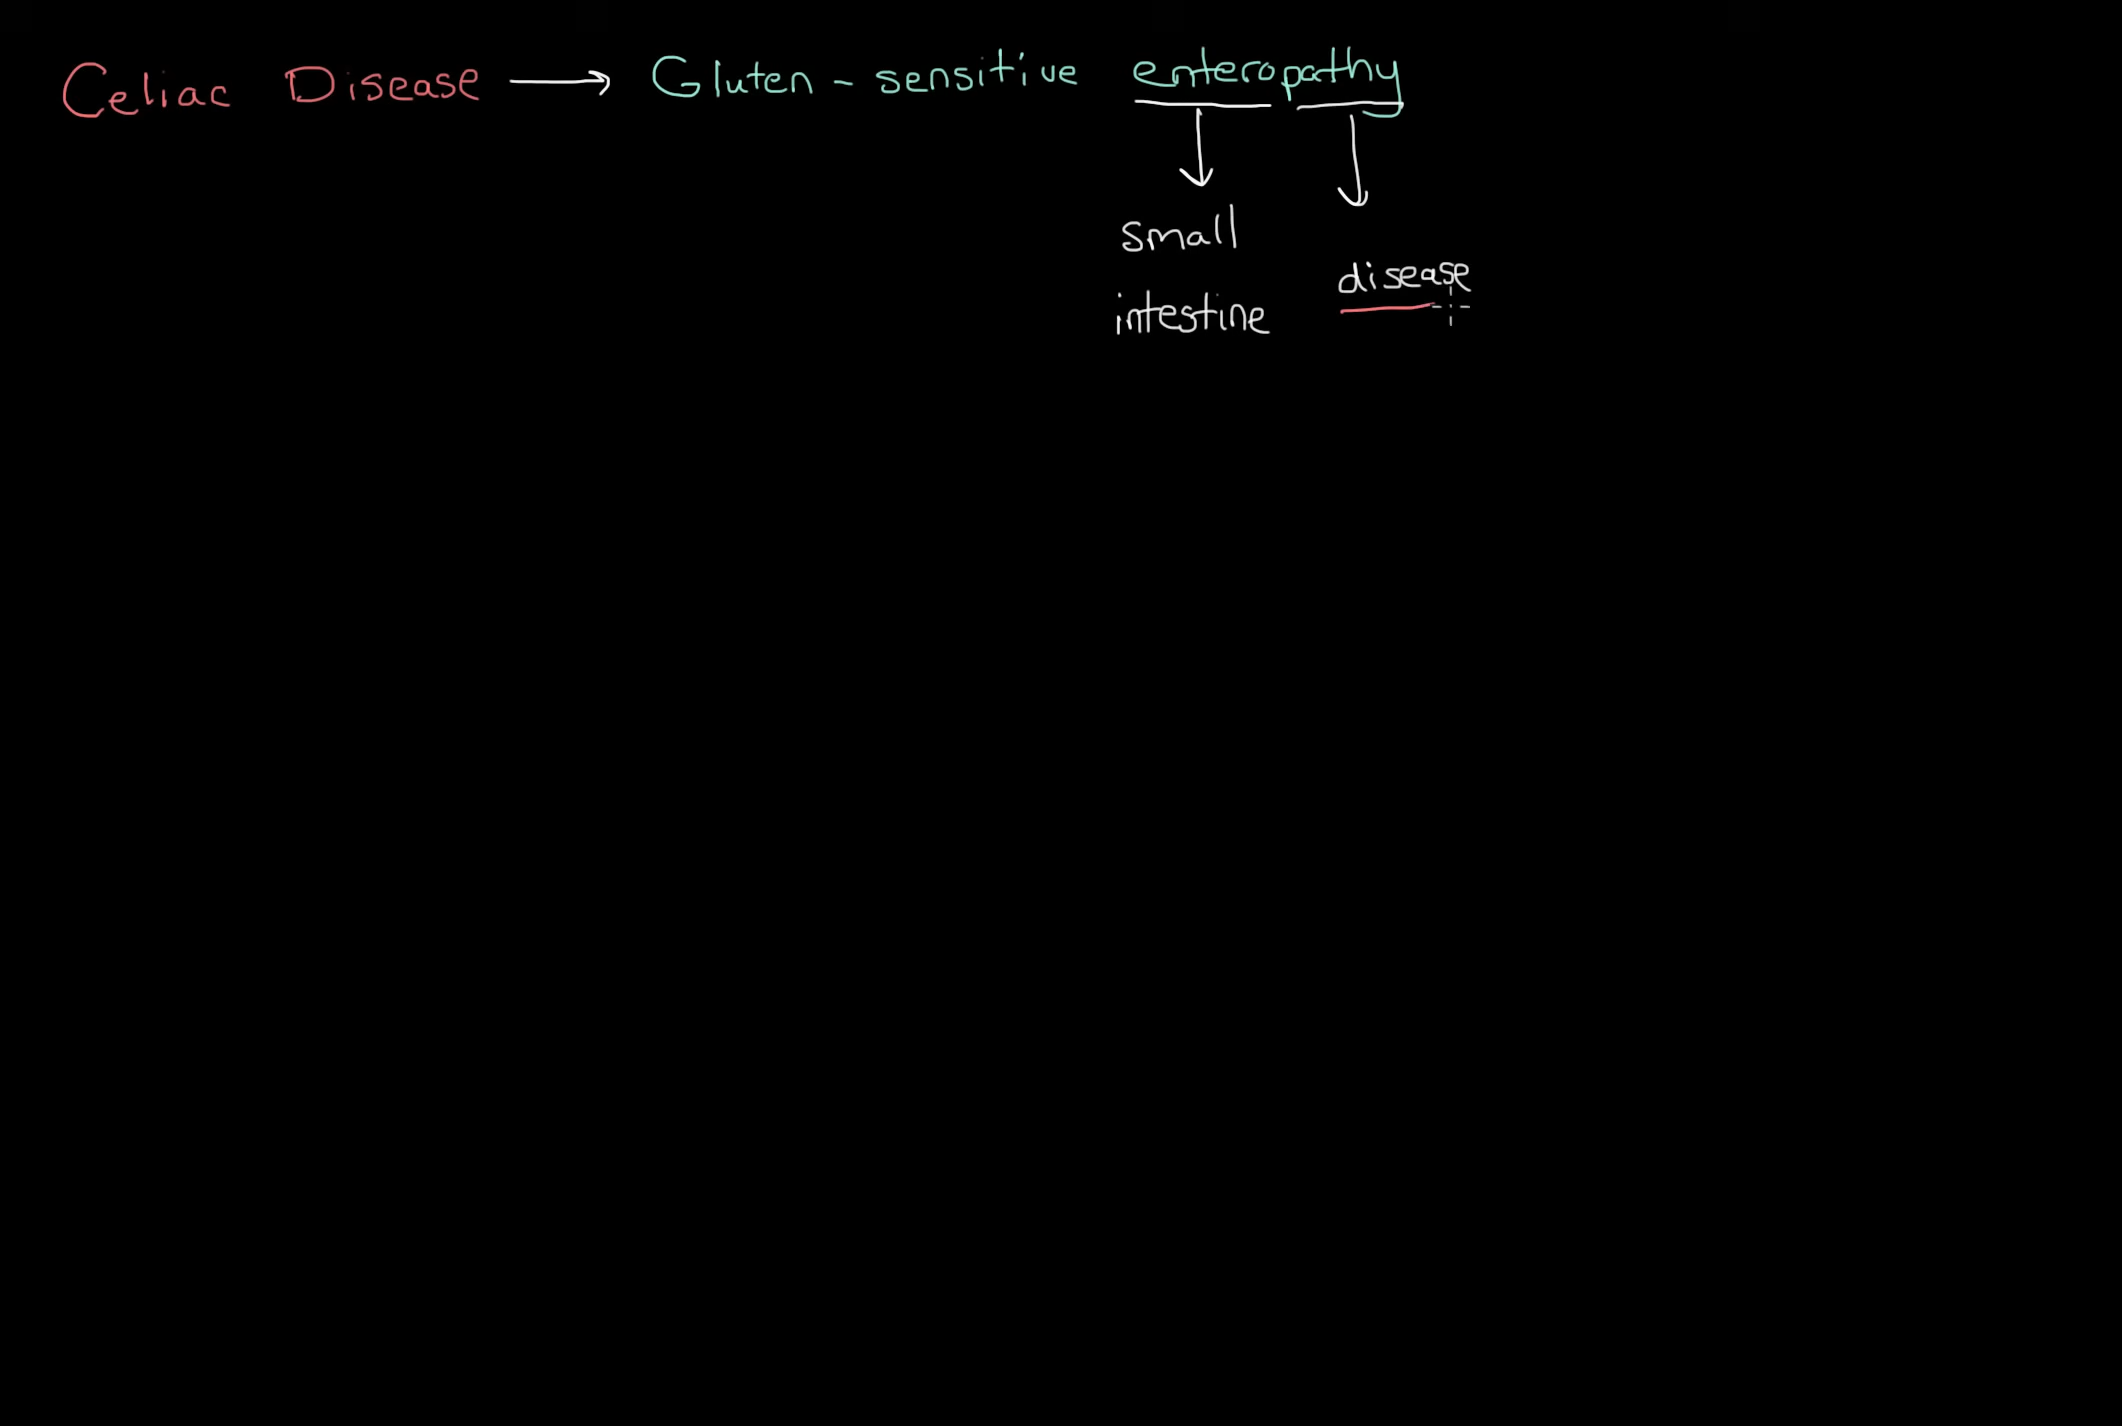 Celiac Disease → Gluten - sensitive enteropathy
small
disease
intestine